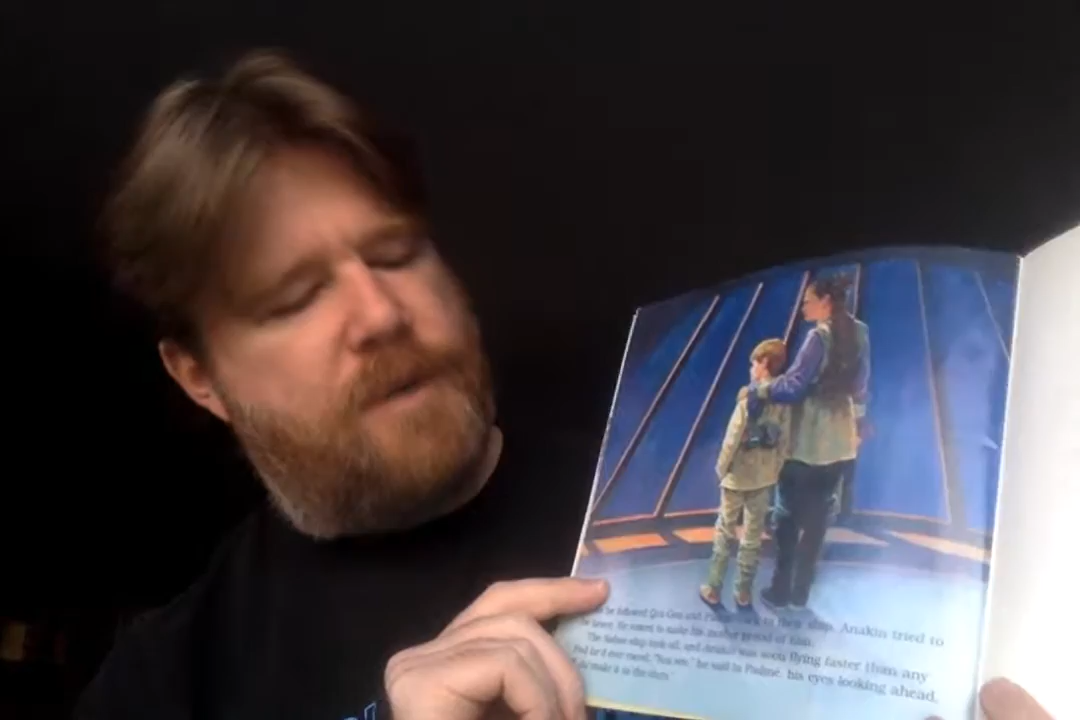 he followed Qui-Gon and to their ship, Anakin tried to
be brave. He wanted to make his mother proud of him.
The Naboo ship took off, and Anakin was soon flying faster than any
Pod he'd ever raced. "You see," he said to Padmé, his eyes looking ahead.
make it to the stars."